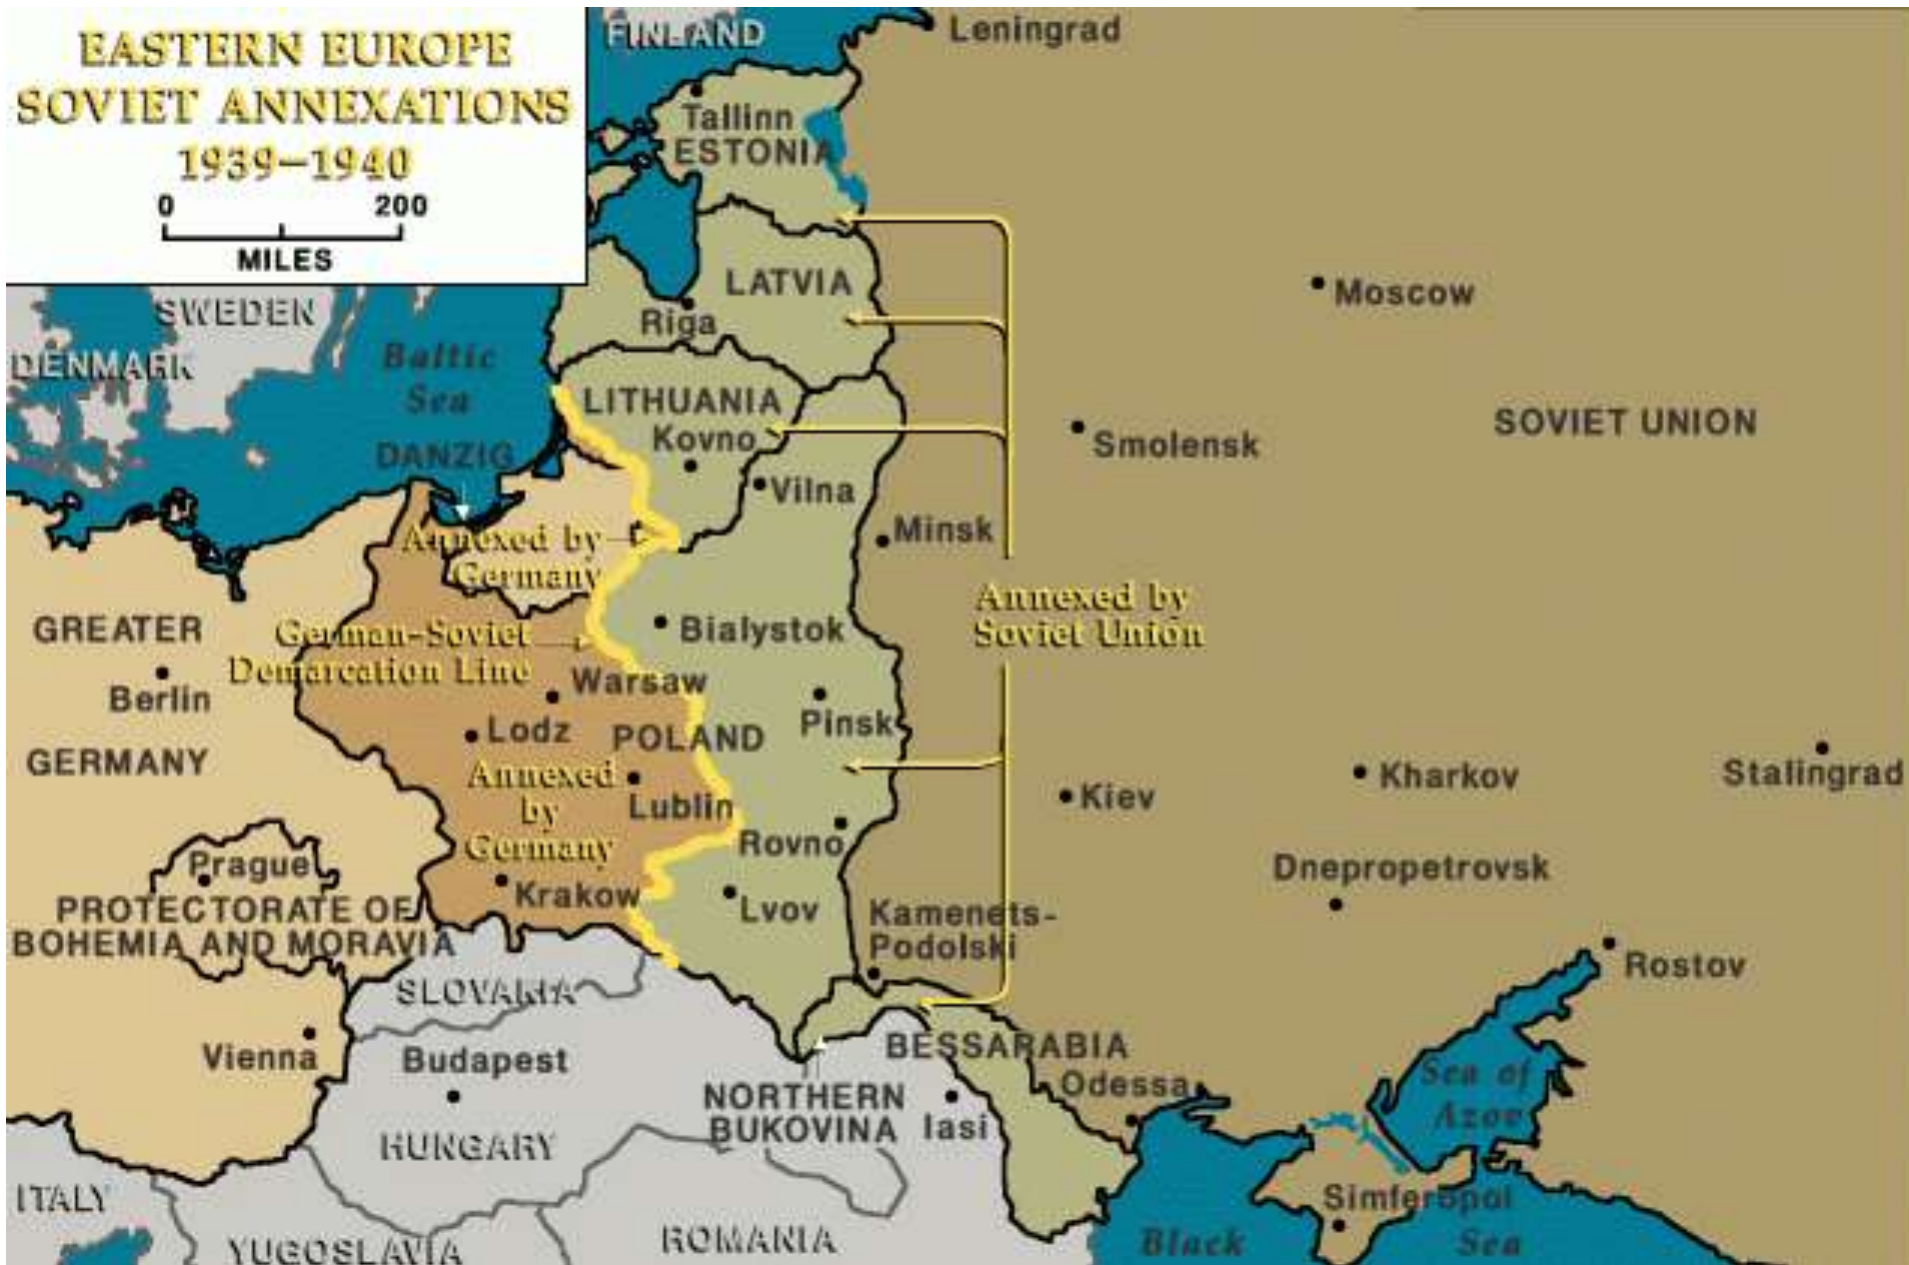 EASTERN EUROPE
SOVIET ANNEXATIONS
1939–1940
0 200
MILES
FINLAND
Leningrad
Tallinn
ESTONIA
SWEDEN
DENMARK
Baltic
Sea
LATVIA
Riga
Moscow
LITHUANIA
Kovno
Vilna
DANZIG
Smolensk
SOVIET UNION
Minsk
Annexed by
Germany
Annexed by
Soviet Union
GREATER
Berlin
GERMANY
German-Soviet
Demarcation Line
Bialystok
Warsaw
Lodz
POLAND
Pinsk
Annexed
by
Germany
Lublin
Rovno
Kiev
Kharkov
Stalingrad
Dnepropetrovsk
Prague
PROTECTORATE OF
BOHEMIA AND MORAVIA
Krakow
Lvov
Kamenets-
Podolski
Rostov
SLOVAKIA
Vienna
Budapest
BESSARABIA
Odessa
Sea of
Azov
NORTHERN
BUKOVINA
Iasi
HUNGARY
ITALY
YUGOSLAVIA
ROMANIA
Simferopol
Black
Sea